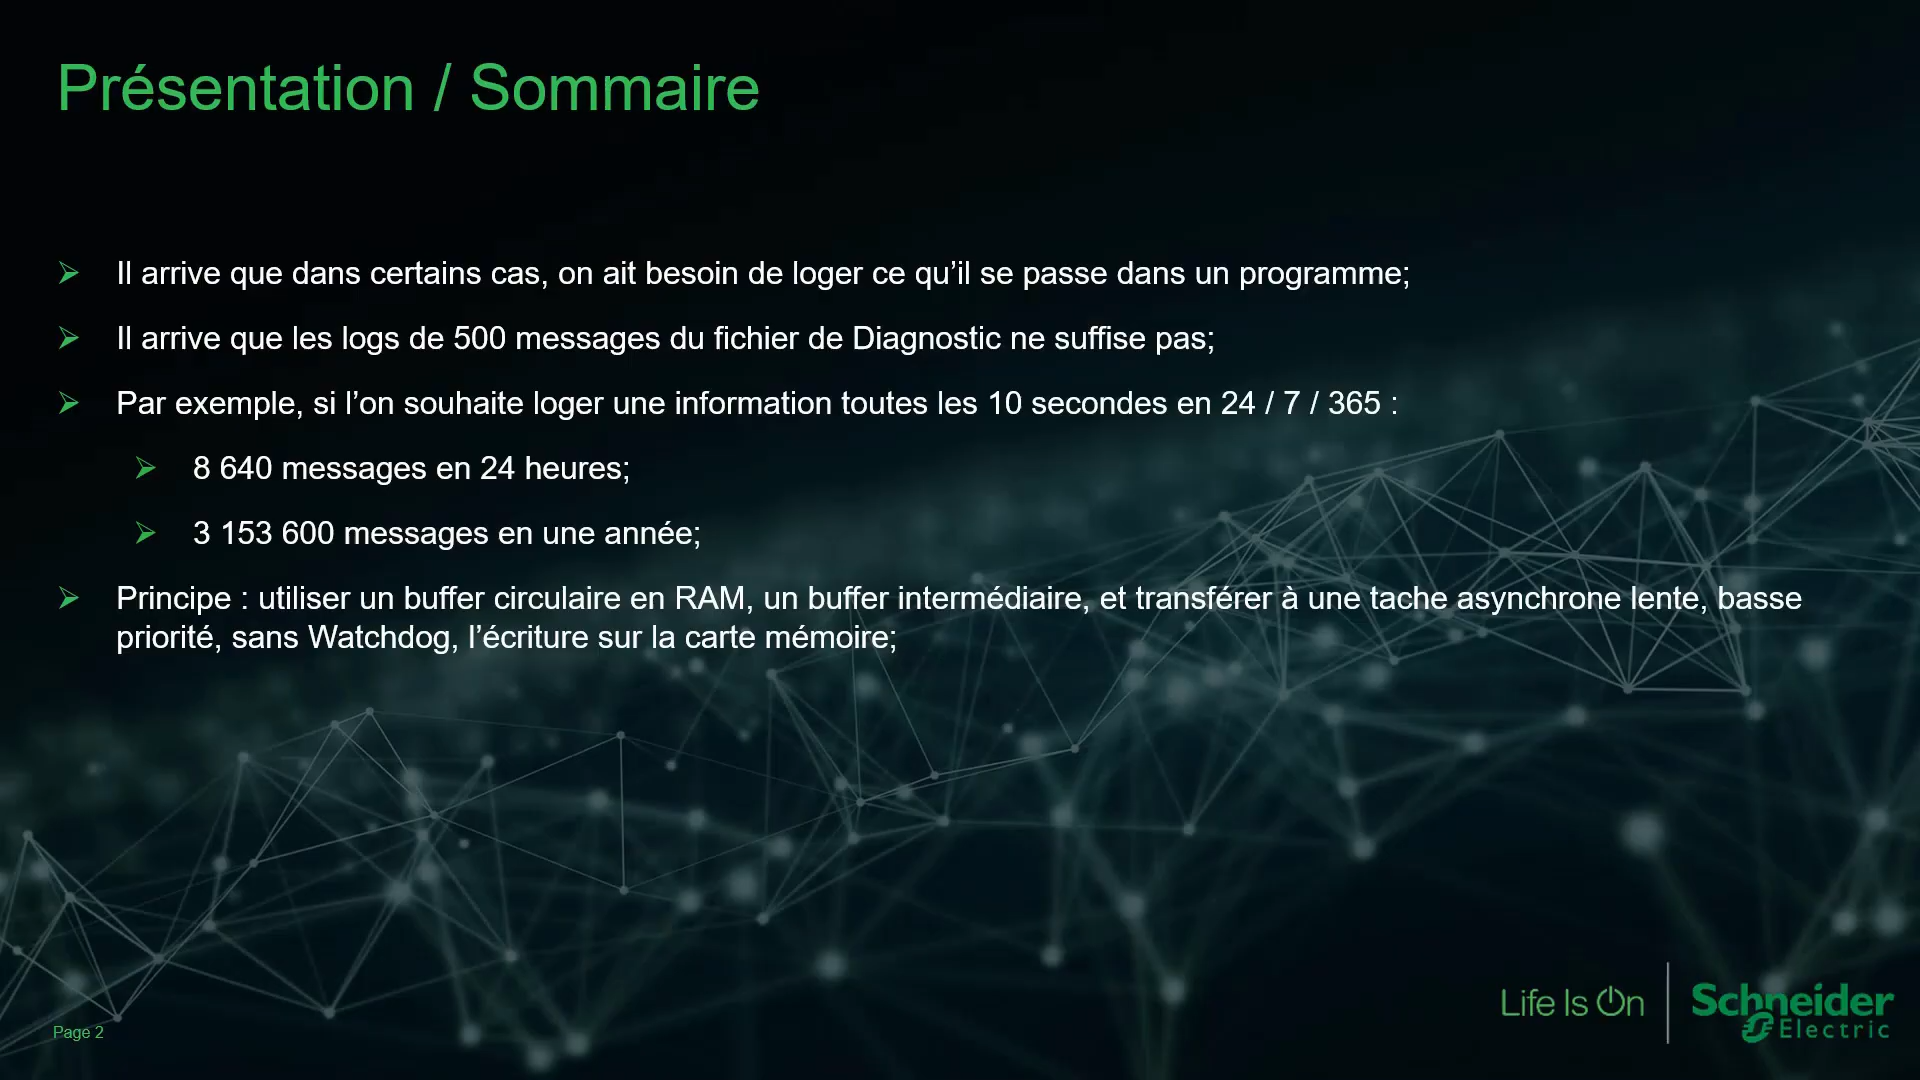 Présentation / Sommaire
Il arrive que dans certains cas, on ait besoin de loger ce qu’il se passe dans un programme;
Il arrive que les logs de 500 messages du fichier de Diagnostic ne suffise pas;
Par exemple, si l’on souhaite loger une information toutes les 10 secondes en 24 / 7 / 365 :
8 640 messages en 24 heures;
3 153 600 messages en une année;
Principe : utiliser un buffer circulaire en RAM, un buffer intermédiaire, et transférer à une tache asynchrone lente, basse
priorité, sans Watchdog, l’écriture sur la carte mémoire;
Page 2
Life Is On
Schneider
Electric